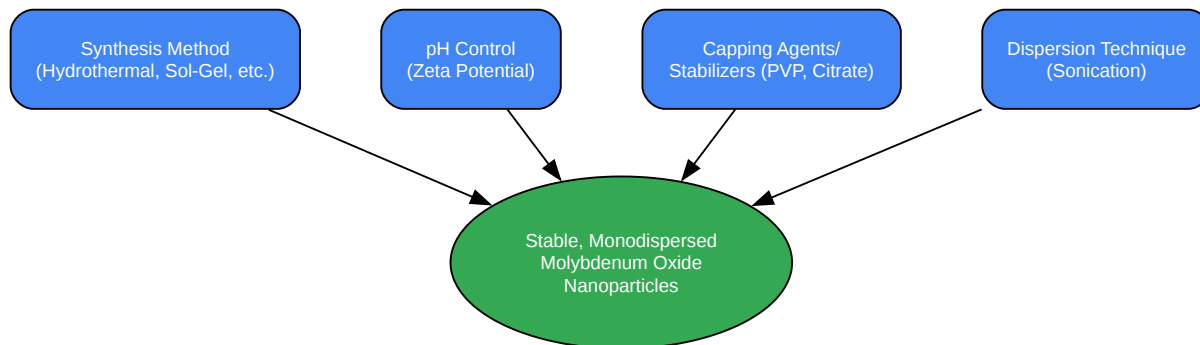 Synthesis Method
(Hydrothermal, Sol-Gel, etc.)
pH Control
(Zeta Potential)
Capping Agents/
Stabilizers (PVP, Citrate)
Dispersion Technique
(Sonication)
Stable, Monodispersed
Molybdenum Oxide
Nanoparticles